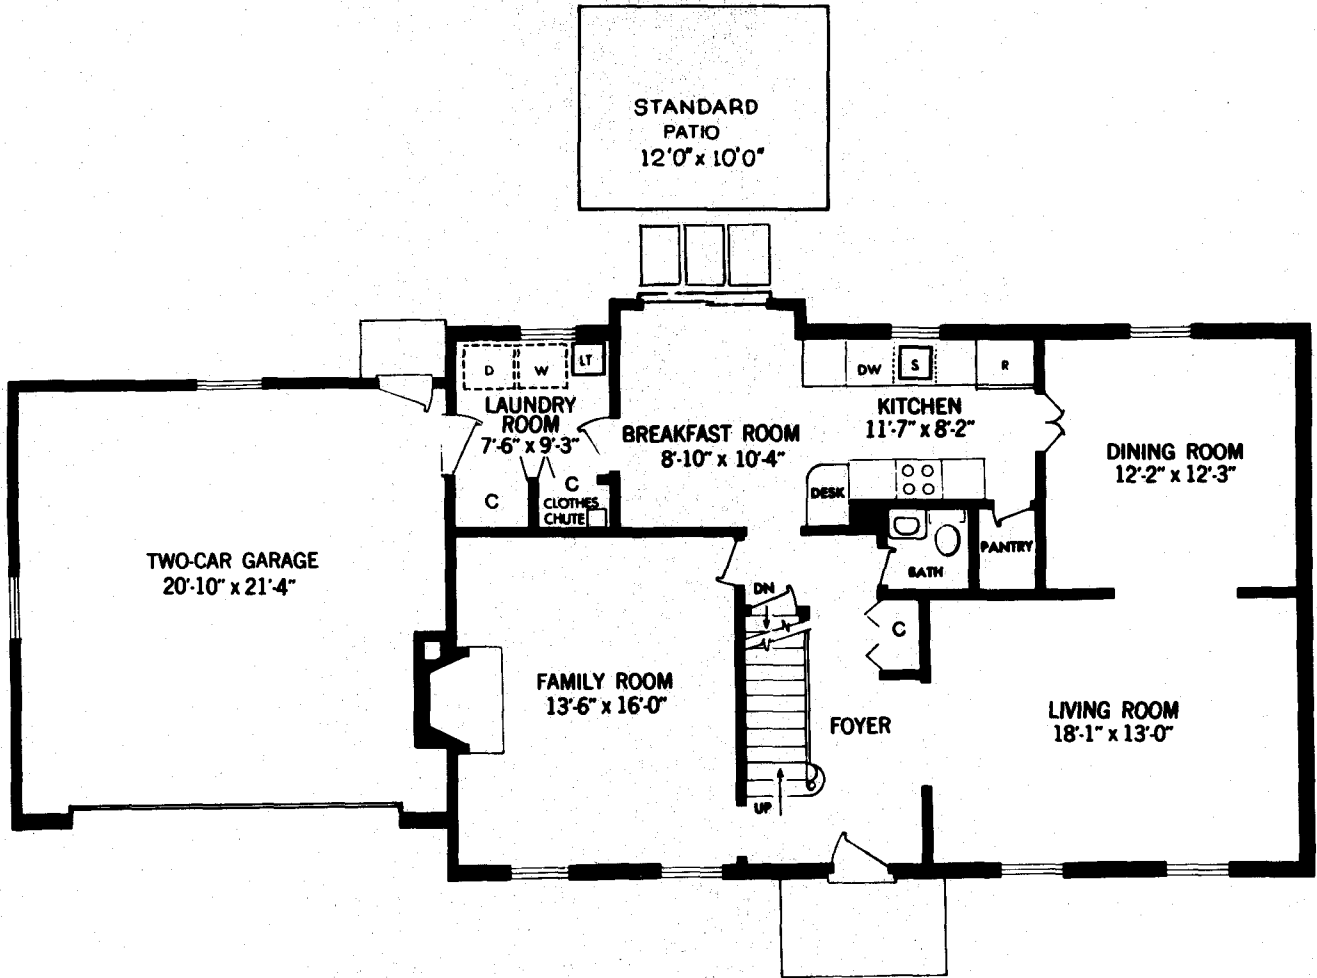 STANDARD
PATIO
12'0" x 10'0"
D
W
LT
LAUNDRY
ROOM
7'-6" x 9'-3"
C
C
CLOTHES
CHUTE
BREAKFAST ROOM
8'-10" x 10'-4"
DW
S
R
KITCHEN
11'-7" x 8'-2"
DESK
DINING ROOM
12'-2" x 12'-3"
PANTRY
BATH
TWO-CAR GARAGE
20'-10" x 21'-4"
DN
C
FAMILY ROOM
13'-6" x 16'-0"
FOYER
LIVING ROOM
18'-1" x 13'-0"
UP